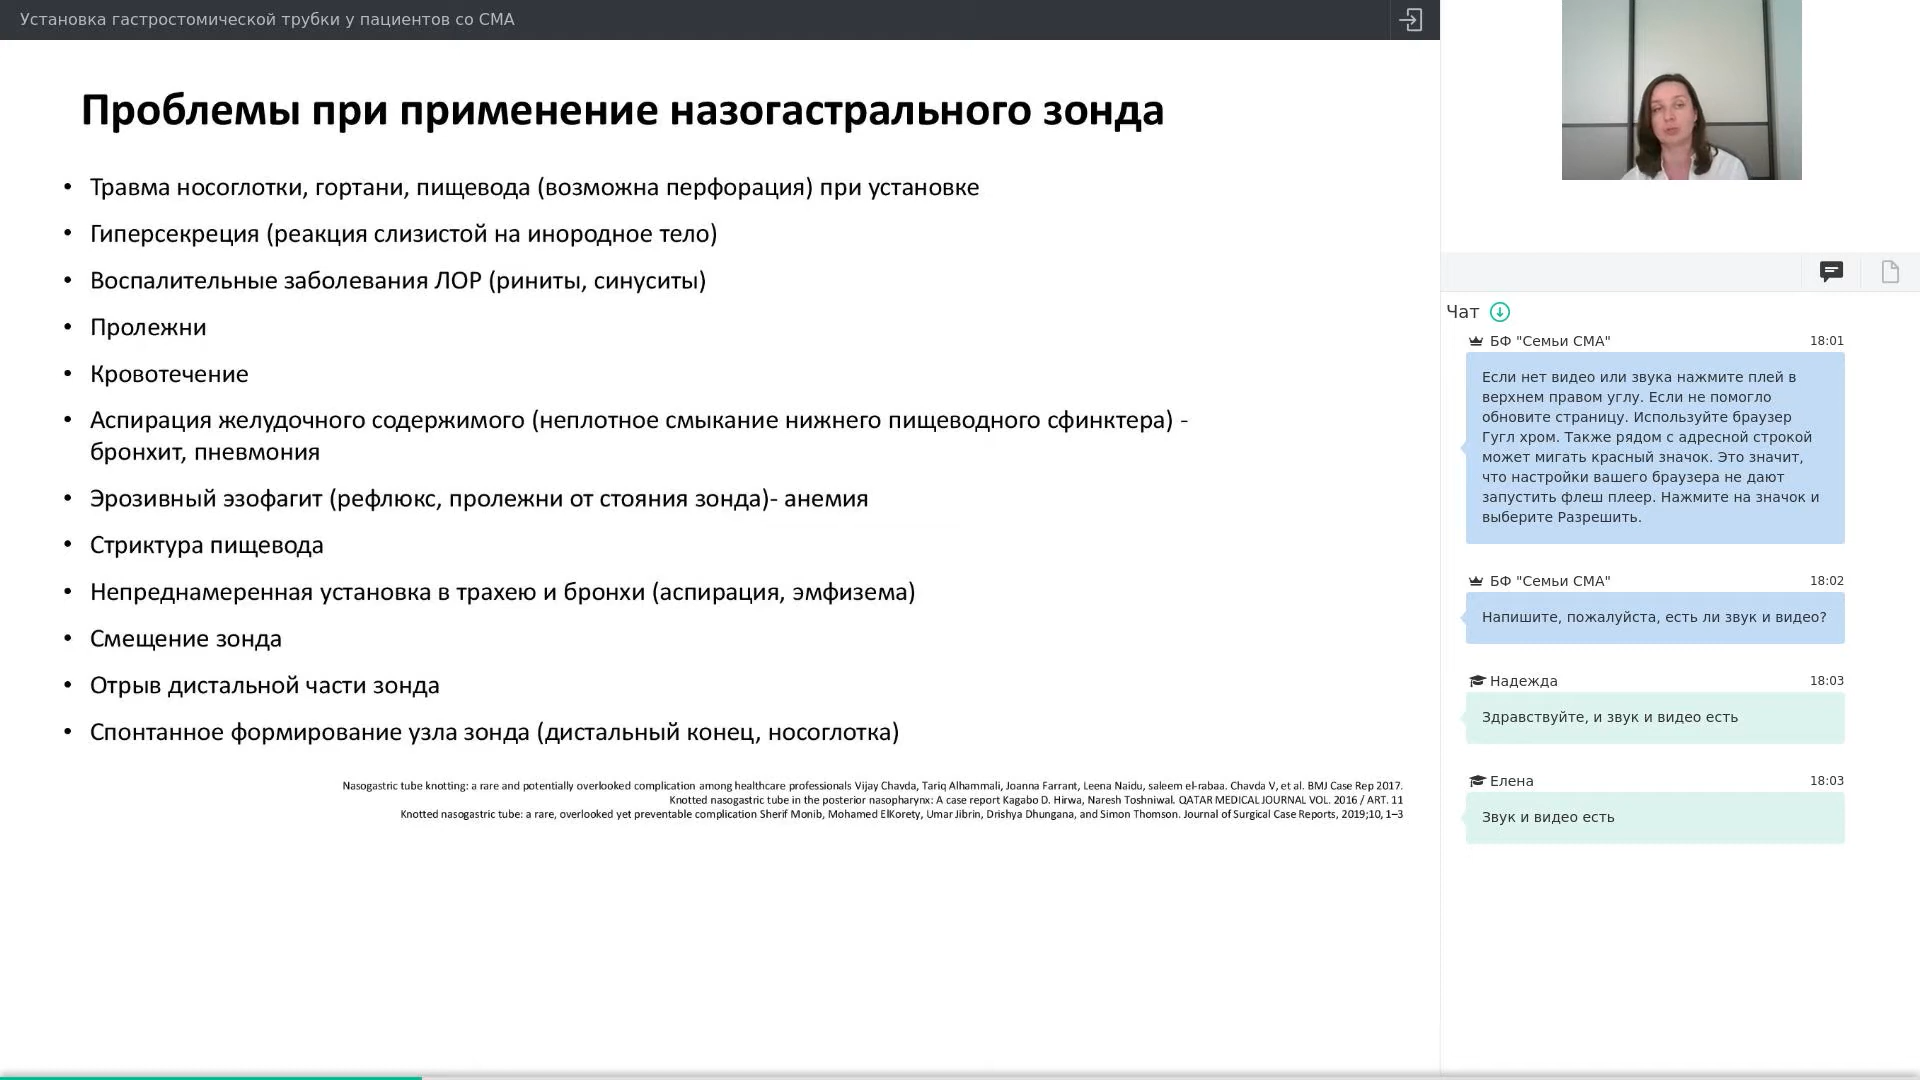 Установка гастростомической трубки у пациентов со СМА
Проблемы при применение назогастрального зонда
• Травма носоглотки, гортани, пищевода (возможна перфорация) при установке
• Гиперсекреция (реакция слизистой на инородное тело)
• Воспалительные заболевания ЛОР (риниты, синуситы)
• Пролежни
• Кровотечение
• Аспирация желудочного содержимого (неплотное смыкание нижнего пищеводного сфинктера) -
бронхит, пневмония
• Эрозивный эзофагит (рефлюкс, пролежни от стояния зонда)- анемия
• Стриктура пищевода
• Непреднамеренная установка в трахею и бронхи (аспирация, эмфизема)
• Смещение зонда
• Отрыв дистальной части зонда
• Спонтанное формирование узла зонда (дистальный конец, носоглотка)
Nasogastric tube knotting: a rare and potentially overlooked complication among healthcare professionals Vijay Chavda, Tariq Alhammali, Joanna Farrant, Leena Naidu, saleem el-rabaa. Chavda V, et al. BMJ Case Rep 2017.
Knotted nasogastric tube in the posterior nasopharynx: A case report Kagabo D. Hirwa, Naresh Toshniwal. QATAR MEDICAL JOURNAL VOL. 2016 / ART. 11
Knotted nasogastric tube: a rare, overlooked yet preventable complication Sherif Monib, Mohamed ElKorety, Umar Jibrin, Drishya Dhungana, and Simon Thomson. Journal of Surgical Case Reports, 2019;10, 1–3
Чат
БФ "Семьи СМА" 18:01
Если нет видео или звука нажмите плей в
верхнем правом углу. Если не помогло
обновите страницу. Используйте браузер
Гугл хром. Также рядом с адресной строкой
может мигать красный значок. Это значит,
что настройки вашего браузера не дают
запустить флеш плеер. Нажмите на значок и
выберите Разрешить.
БФ "Семьи СМА" 18:02
Напишите, пожалуйста, есть ли звук и видео?
Надежда 18:03
Здравствуйте, и звук и видео есть
Елена 18:03
Звук и видео есть